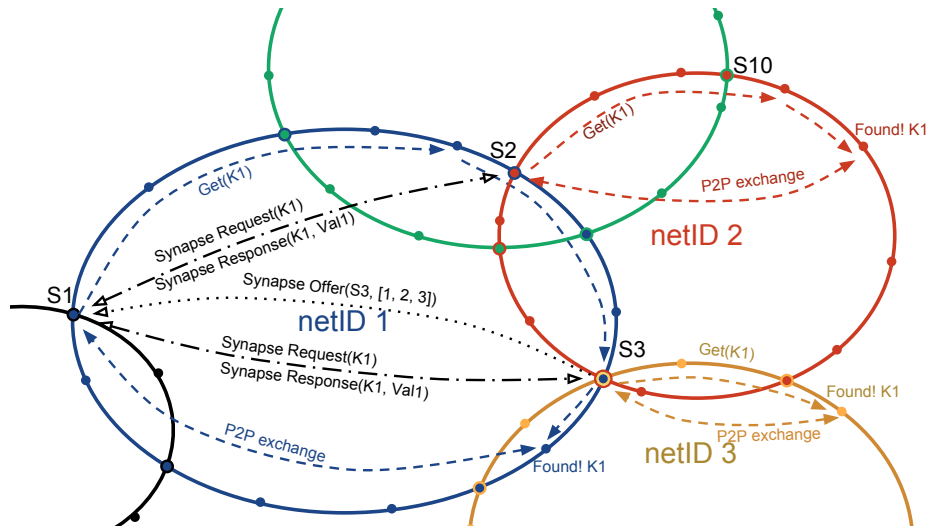 S10
Get(K1)
Found! K1
S2
P2P exchange
Get(K1)
netID 2
Synapse Request(K1)
Synapse Response(K1, Val1)
S1
Synapse Offer(S3, [1, 2, 3])
netID 1
S3
Synapse Request(K1)
Get(K1)
Synapse Response(K1, Val1)
Found! K1
P2P exchange
P2P exchange
netID 3
Found! K1